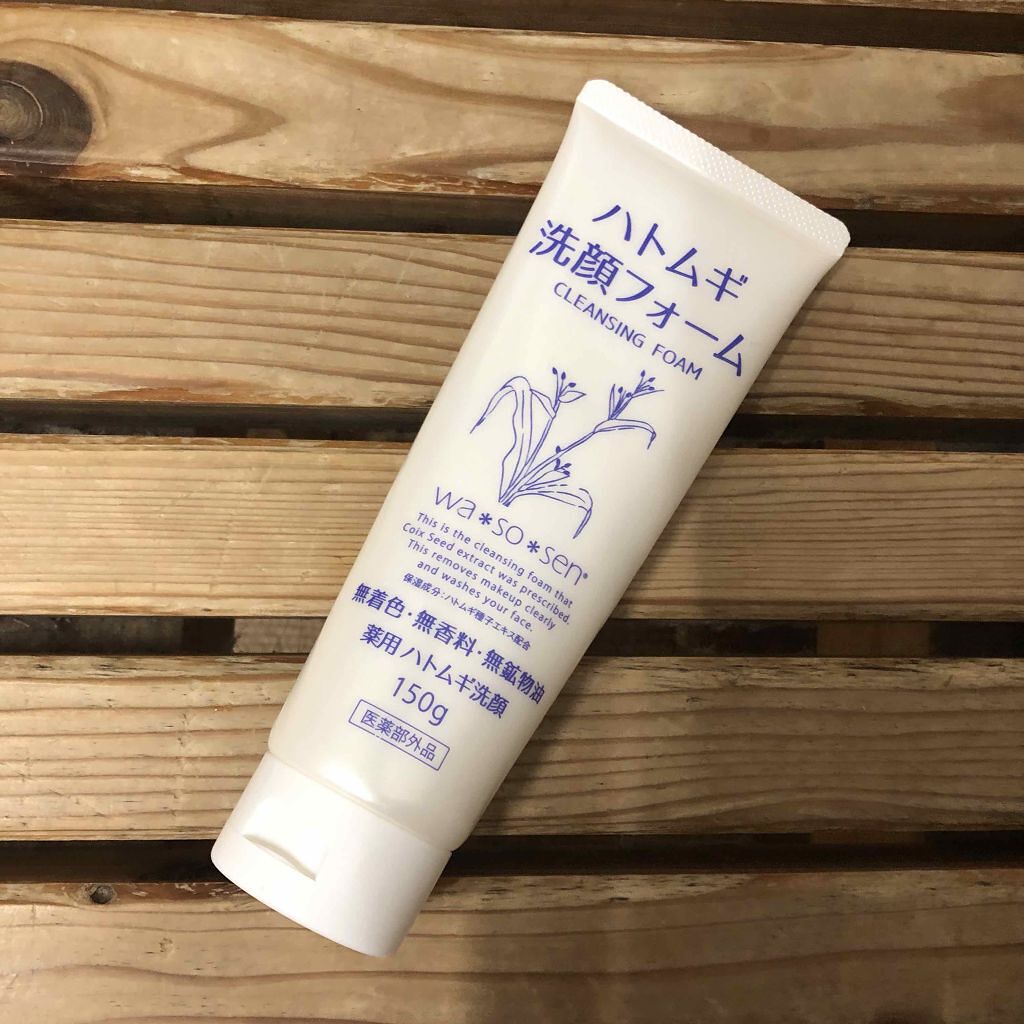 ハトムギ
洗顔フォーム
CLEANSING FOAM
wa*so*sen®
This is the cleansing foam that
Coix Seed extract was prescribed.
This removes makeup clearly
and washes your face.
保湿成分:ハトムギ種子エキス配合
無着色・無香料・無鉱物油
薬用ハトムギ洗顔
150g
医薬部外品